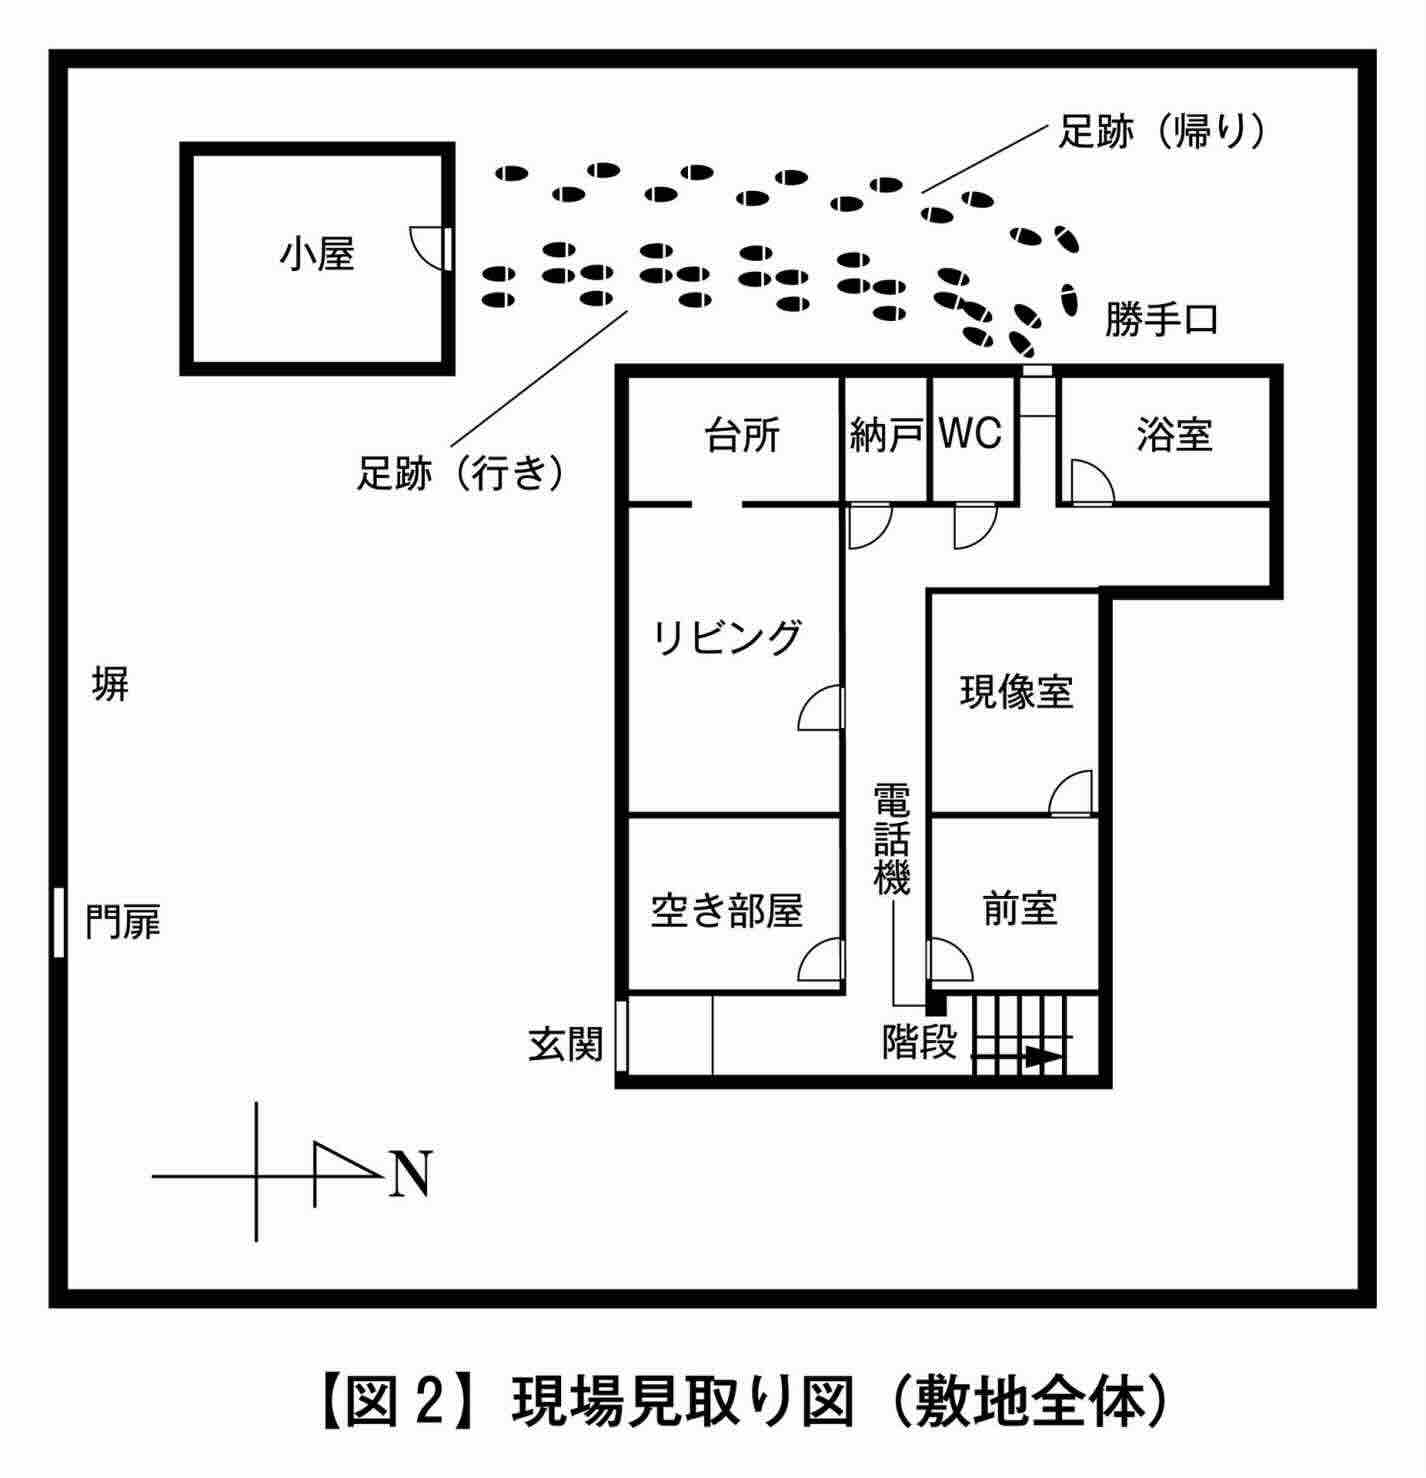 足跡（帰り）
小屋
勝手口
足跡（行き）
台所
納戸
WC
浴室
リビング
塀
現像室
電話機
空き部屋
前室
門扉
玄関
階段
N
【図2】現場見取り図（敷地全体）